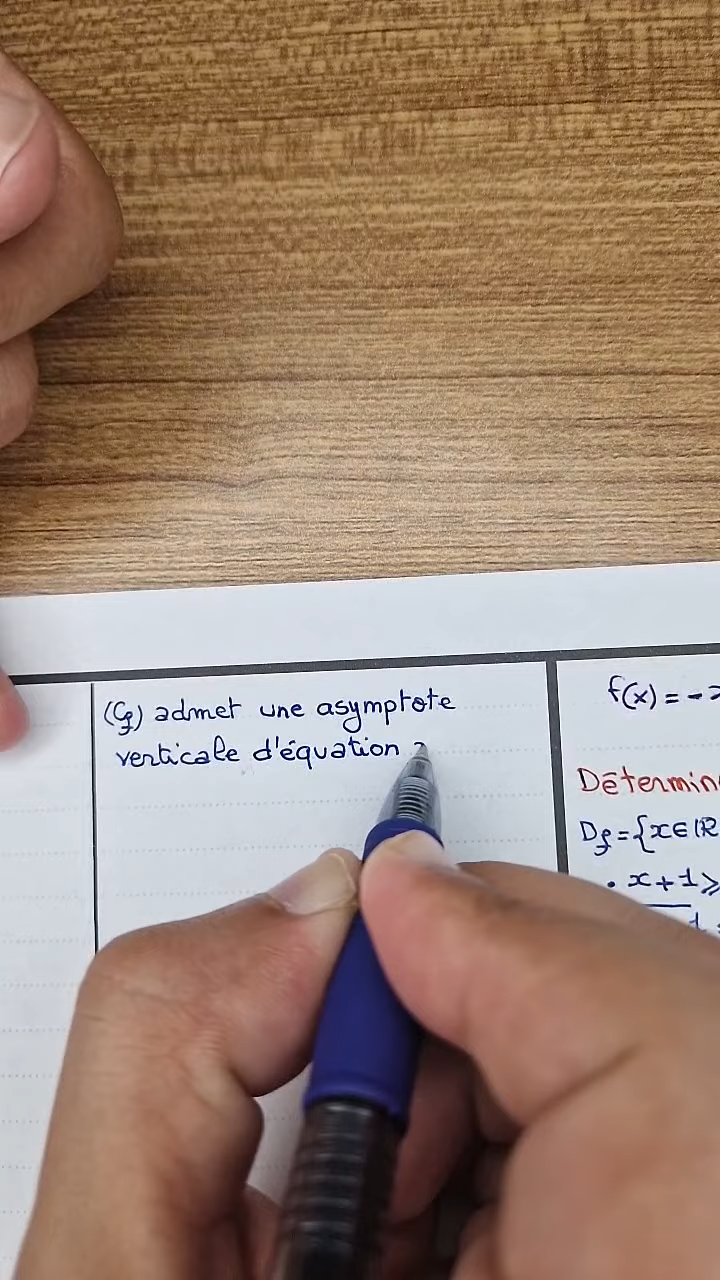 (Cf) admet une asymptote
verticale d'équation
f(x) = -
Détermin
Df = {x ∈ ℝ
• x + 1 ⩾